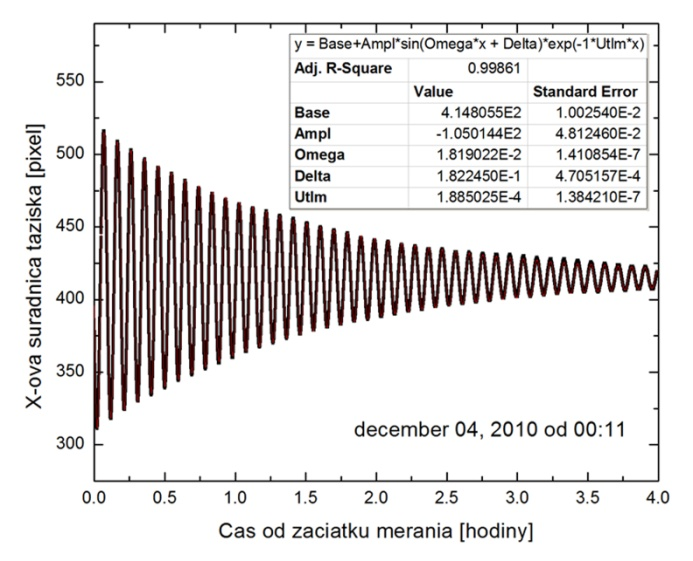 y = Base+Ampl*sin(Omega*x + Delta)*exp(-1*Utlm*x)
Adj. R-Square 0.99861
Value Standard Error
Base 4.148055E2 1.002540E-2
Ampl -1.050144E2 4.812460E-2
Omega 1.819022E-2 1.410854E-7
Delta 1.822450E-1 4.705157E-4
Utlm 1.885025E-4 1.384210E-7
550
500
450
400
350
300
X-ova suradnica taziska [pixel]
december 04, 2010 od 00:11
0.0 0.5 1.0 1.5 2.0 2.5 3.0 3.5 4.0
Cas od zaciatku merania [hodiny]